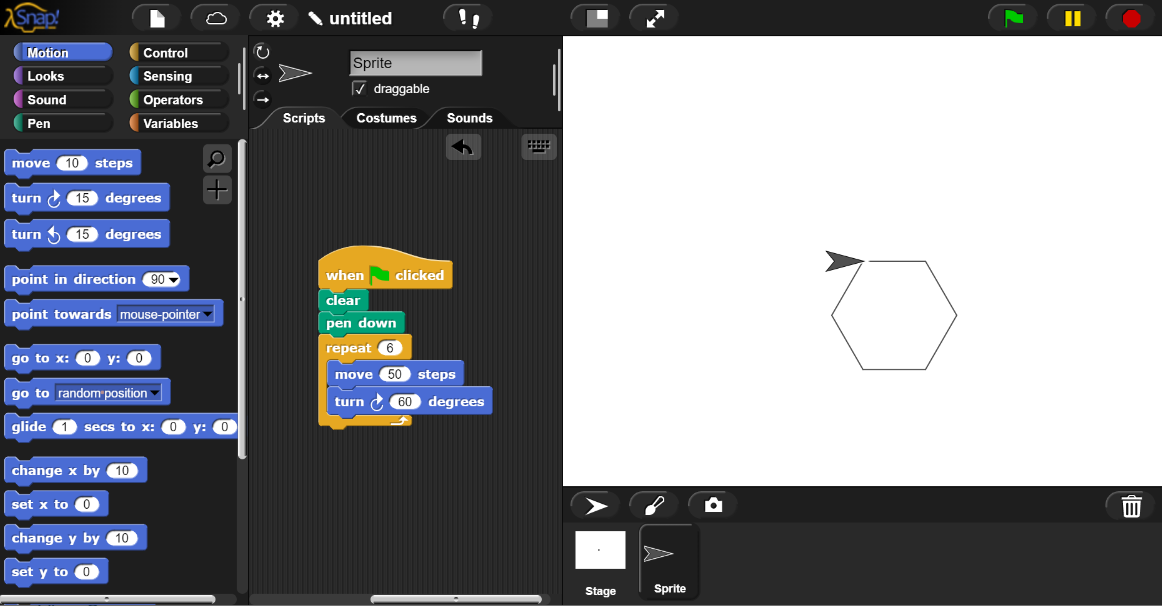 Snap!
untitled
Motion
Control
Looks
Sensing
Sound
Operators
Pen
Variables
move 10 steps
turn 15 degrees
turn 15 degrees
point in direction 90
point towards mouse-pointer
go to x: 0 y: 0
go to random position
glide 1 secs to x: 0 y: 0
change x by 10
set x to 0
change y by 10
set y to 0
Sprite
draggable
Scripts
Costumes
Sounds
when clicked
clear
pen down
repeat 6
move 50 steps
turn 60 degrees
Stage
Sprite